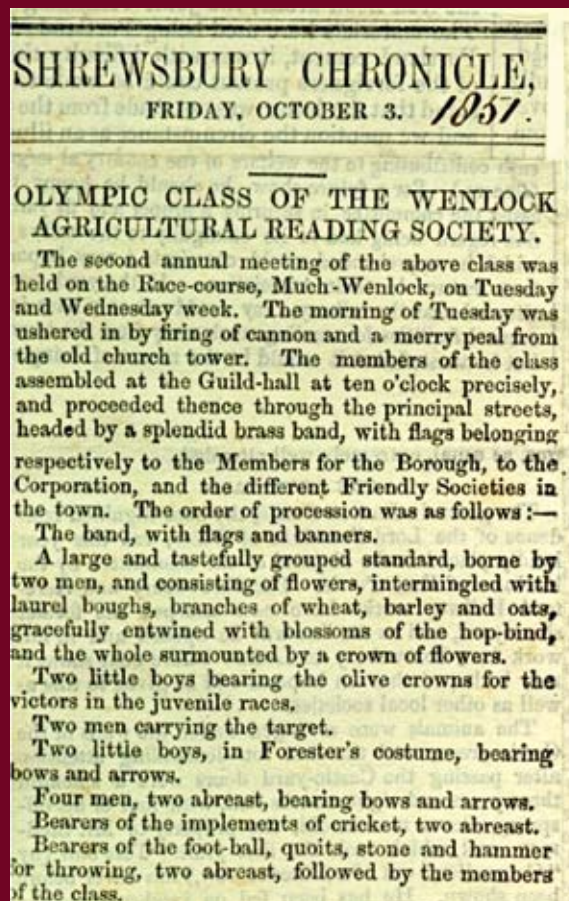 SHREWSBURY CHRONICLE,
FRIDAY, OCTOBER 3. 1851.
OLYMPIC CLASS OF THE WENLOCK
AGRICULTURAL READING SOCIETY.
The second annual meeting of the above class was
held on the Race-course, Much-Wenlock, on Tuesday
and Wednesday week. The morning of Tuesday was
ushered in by firing of cannon and a merry peal from
the old church tower. The members of the class
assembled at the Guild-hall at ten o'clock precisely,
and proceeded thence through the principal streets,
headed by a splendid brass band, with flags belonging
respectively to the Members for the Borough, to the
Corporation, and the different Friendly Societies in
the town. The order of procession was as follows:—
The band, with flags and banners.
A large and tastefully grouped standard, borne by
two men, and consisting of flowers, intermingled with
laurel boughs, branches of wheat, barley and oats,
gracefully entwined with blossoms of the hop-bind,
and the whole surmounted by a crown of flowers.
Two little boys bearing the olive crowns for the
victors in the juvenile races.
Two men carrying the target.
Two little boys, in Forester's costume, bearing
bows and arrows.
Four men, two abreast, bearing bows and arrows.
Bearers of the implements of cricket, two abreast.
Bearers of the foot-ball, quoits, stone and hammer
for throwing, two abreast, followed by the members
of the class.